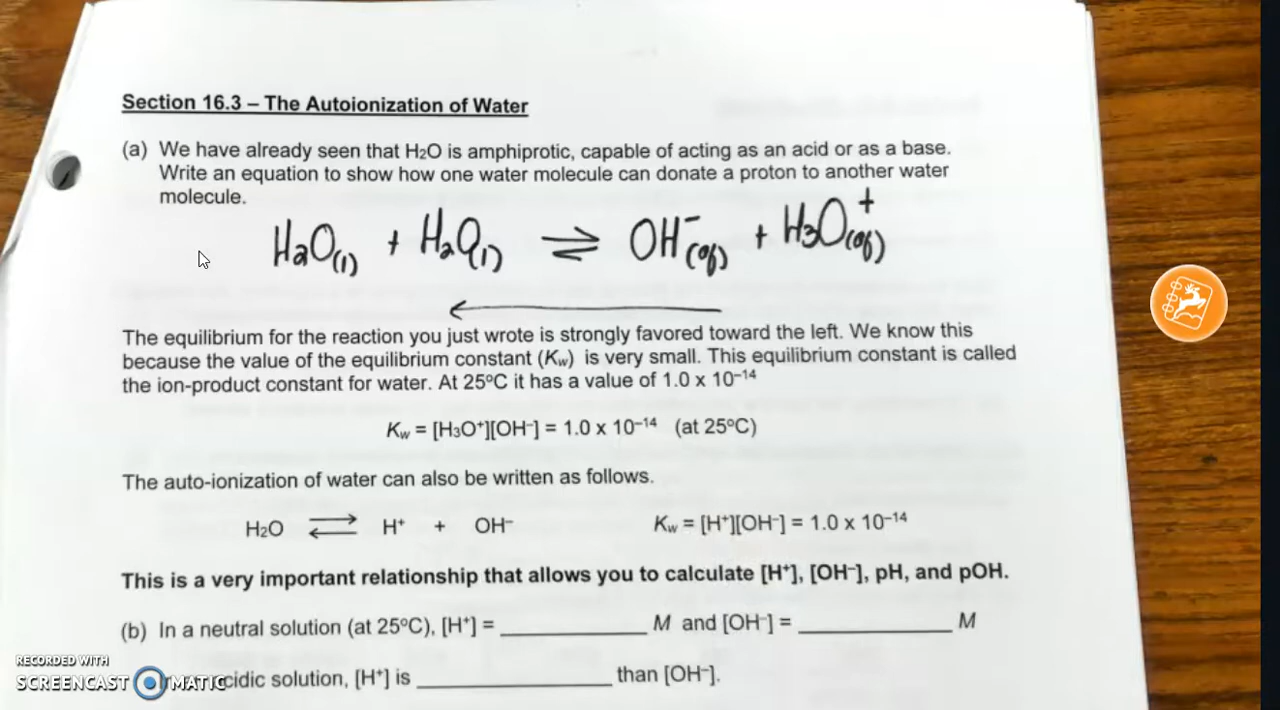 Section 16.3 – The Autoionization of Water
(a) We have already seen that H₂O is amphiprotic, capable of acting as an acid or as a base.
Write an equation to show how one water molecule can donate a proton to another water
molecule.
H₂O(l) + H₂O(l) ⇌ OH⁻(aq) + H₃O⁺(aq)
The equilibrium for the reaction you just wrote is strongly favored toward the left. We know this
because the value of the equilibrium constant (Kw) is very small. This equilibrium constant is called
the ion-product constant for water. At 25ºC it has a value of 1.0 x 10⁻¹⁴
Kw = [H₃O⁺][OH⁻] = 1.0 x 10⁻¹⁴ (at 25ºC)
The auto-ionization of water can also be written as follows.
H₂O ⇌ H⁺ + OH⁻ Kw = [H⁺][OH⁻] = 1.0 x 10⁻¹⁴
This is a very important relationship that allows you to calculate [H⁺], [OH⁻], pH, and pOH.
(b) In a neutral solution (at 25ºC), [H⁺] = ____________ M and [OH⁻] = ____________ M
cidic solution, [H⁺] is ________________ than [OH⁻].
RECORDED WITH
SCREENCAST MATIC